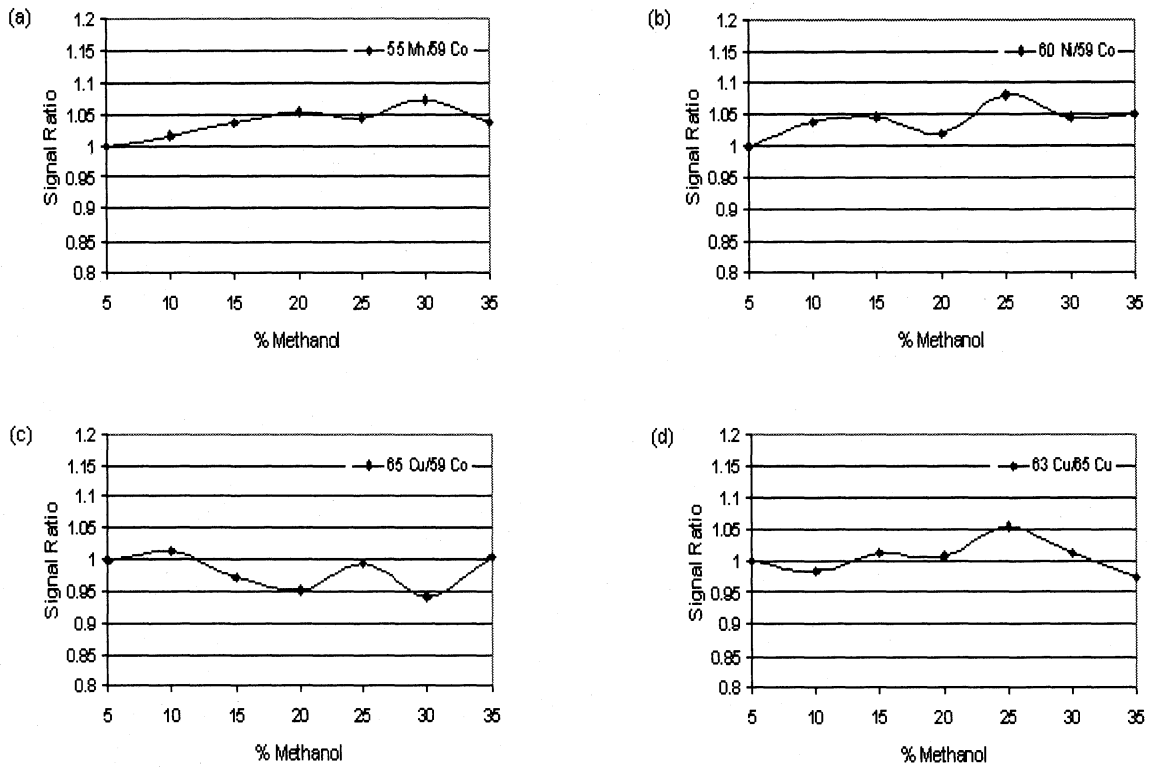 (a)
1.2
1.15
1.1
1.05
1
0.95
0.9
0.85
0.8
Signal Ratio
55 Mn/59 Co
5 10 15 20 25 30 35
% Methanol
(b)
1.2
1.15
1.1
1.05
1
0.95
0.9
0.85
0.8
Signal Ratio
60 Ni/59 Co
5 10 15 20 25 30 35
% Methanol
(c)
1.2
1.15
1.1
1.05
1
0.95
0.9
0.85
0.8
Signal Ratio
65 Cu/59 Co
5 10 15 20 25 30 35
% Methanol
(d)
1.2
1.15
1.1
1.05
1
0.95
0.9
0.85
0.8
Signal Ratio
63 Cu/65 Cu
5 10 15 20 25 30 35
% Methanol